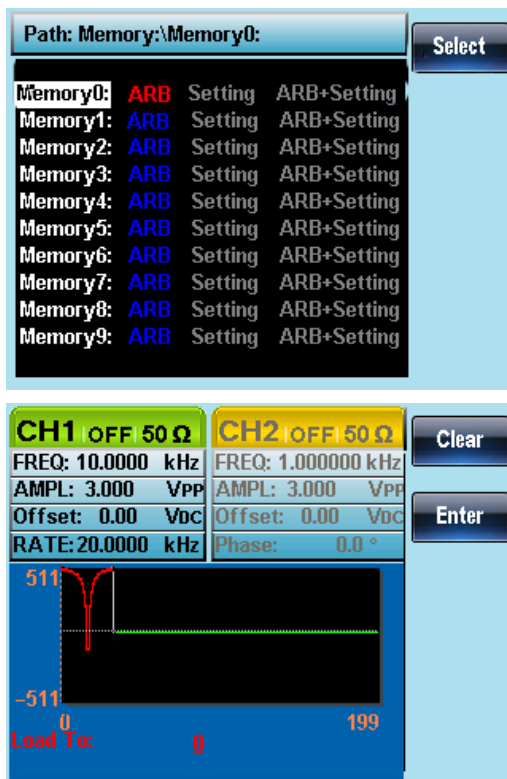 Path: Memory:\Memory0:
Select
Memory0: ARB Setting ARB+Setting
Memory1: ARB Setting ARB+Setting
Memory2: ARB Setting ARB+Setting
Memory3: ARB Setting ARB+Setting
Memory4: ARB Setting ARB+Setting
Memory5: ARB Setting ARB+Setting
Memory6: ARB Setting ARB+Setting
Memory7: ARB Setting ARB+Setting
Memory8: ARB Setting ARB+Setting
Memory9: ARB Setting ARB+Setting
CH1 OFF 50 Ω CH2 OFF 50 Ω
Clear
FREQ: 10.0000 kHz FREQ: 1.000000 kHz
AMPL: 3.000 VPP AMPL: 3.000 VPP
Offset: 0.00 VDC Offset: 0.00 VDC
Enter
RATE: 20.0000 kHz Phase: 0.0 °
511
-511
0 199
Load To: